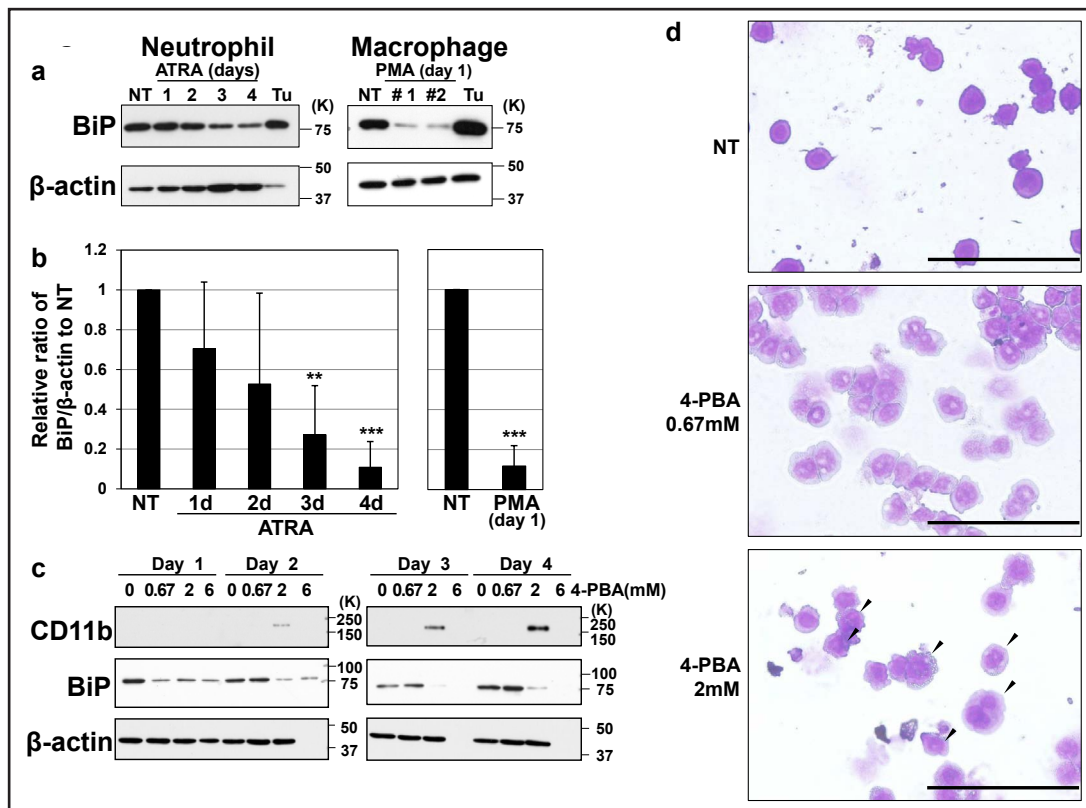 Neutrophil
Macrophage
a
ATRA (days)
PMA (day 1)
NT 1 2 3 4 Tu
NT # 1 #2 Tu
(K)
(K)
BiP
75
75
β-actin
50
37
50
37
b
Relative ratio of
BiP/β-actin to NT
1.2
1
0.8
0.6
0.4
0.2
0
**
***
***
NT 1d 2d 3d 4d
ATRA
NT PMA
(day 1)
c
Day 1 Day 2
Day 3 Day 4
0 0.67 2 6 0 0.67 2 6
0 0.67 2 6 0 0.67 2 6 4-PBA(mM)
(K)
(K)
CD11b
250
150
250
150
BiP
100
75
100
75
β-actin
50
37
50
37
d
NT
4-PBA
0.67mM
4-PBA
2mM